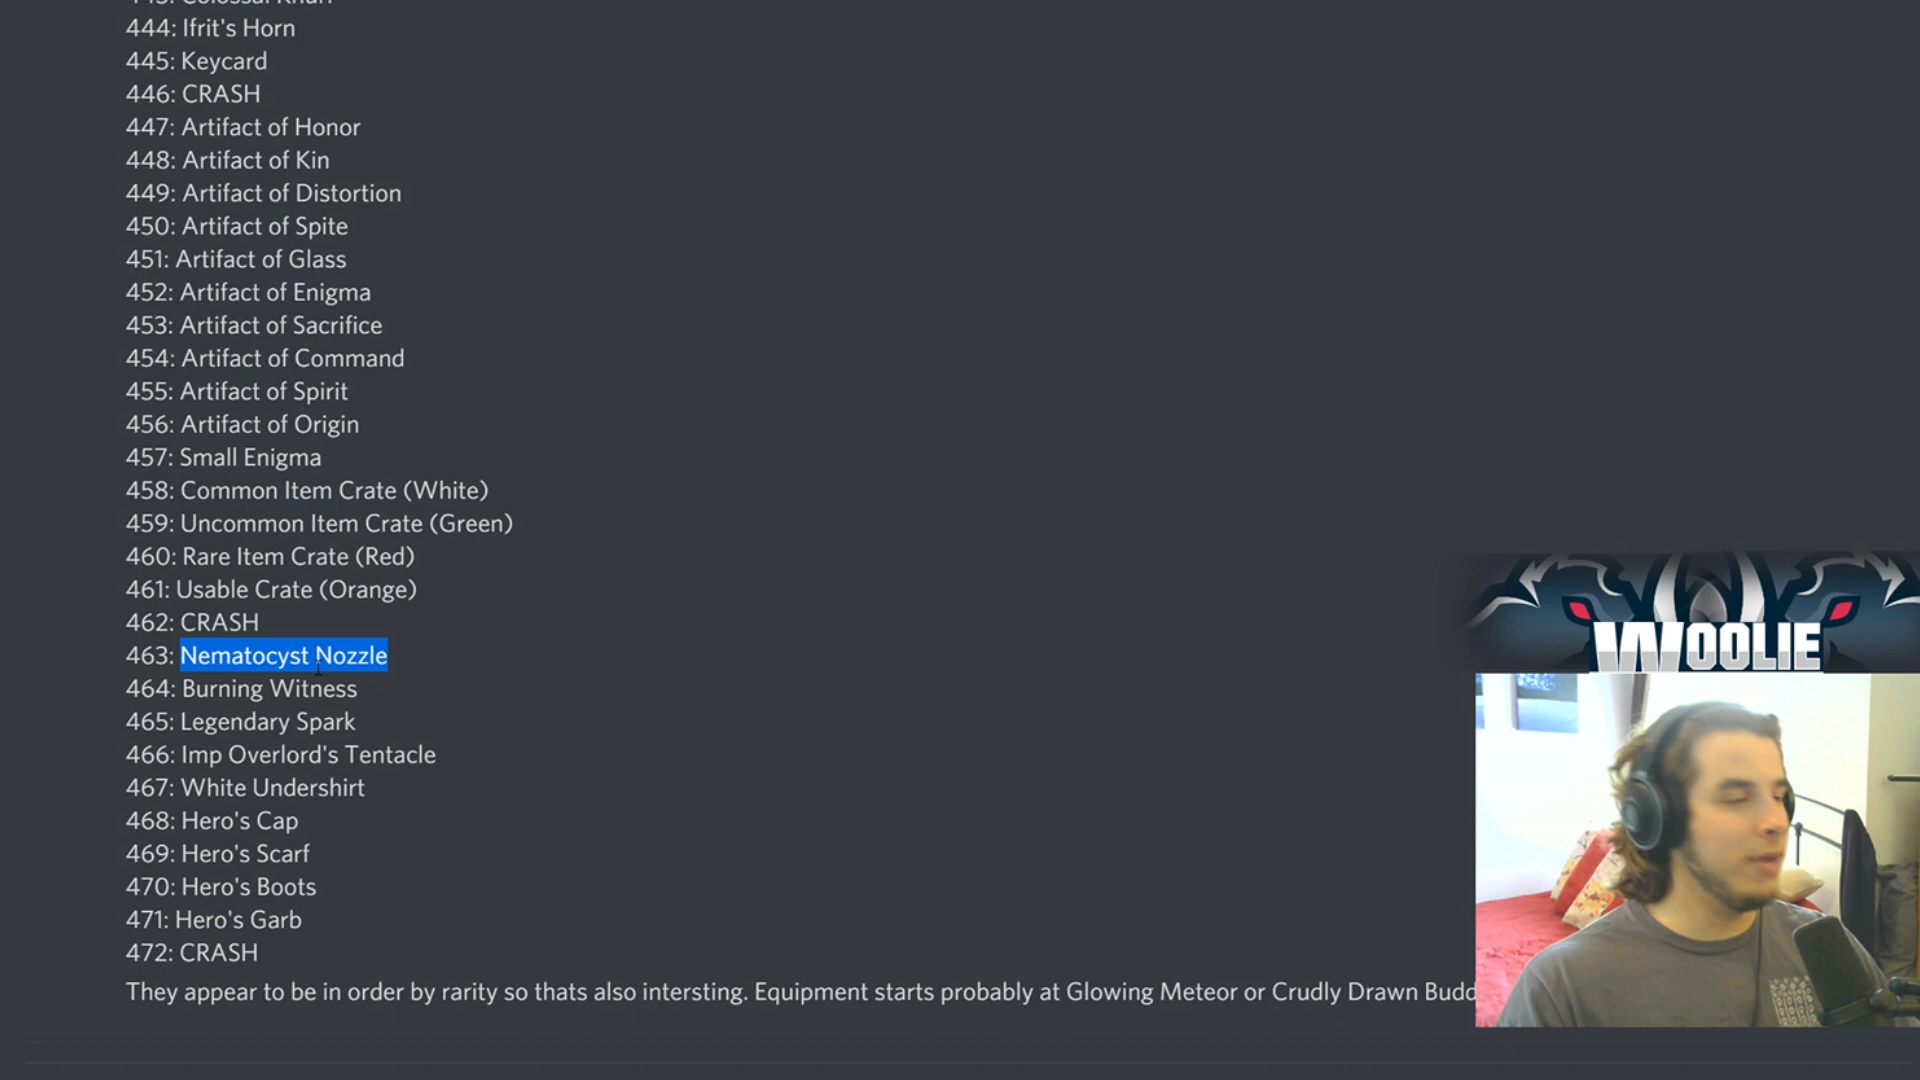 443: Colossal Knurl
444: Ifrit's Horn
445: Keycard
446: CRASH
447: Artifact of Honor
448: Artifact of Kin
449: Artifact of Distortion
450: Artifact of Spite
451: Artifact of Glass
452: Artifact of Enigma
453: Artifact of Sacrifice
454: Artifact of Command
455: Artifact of Spirit
456: Artifact of Origin
457: Small Enigma
458: Common Item Crate (White)
459: Uncommon Item Crate (Green)
460: Rare Item Crate (Red)
461: Usable Crate (Orange)
462: CRASH
463: Nematocyst Nozzle
464: Burning Witness
465: Legendary Spark
466: Imp Overlord's Tentacle
467: White Undershirt
468: Hero's Cap
469: Hero's Scarf
470: Hero's Boots
471: Hero's Garb
472: CRASH
They appear to be in order by rarity so thats also intersting. Equipment starts probably at Glowing Meteor or Crudly Drawn Budd
WOOLIE